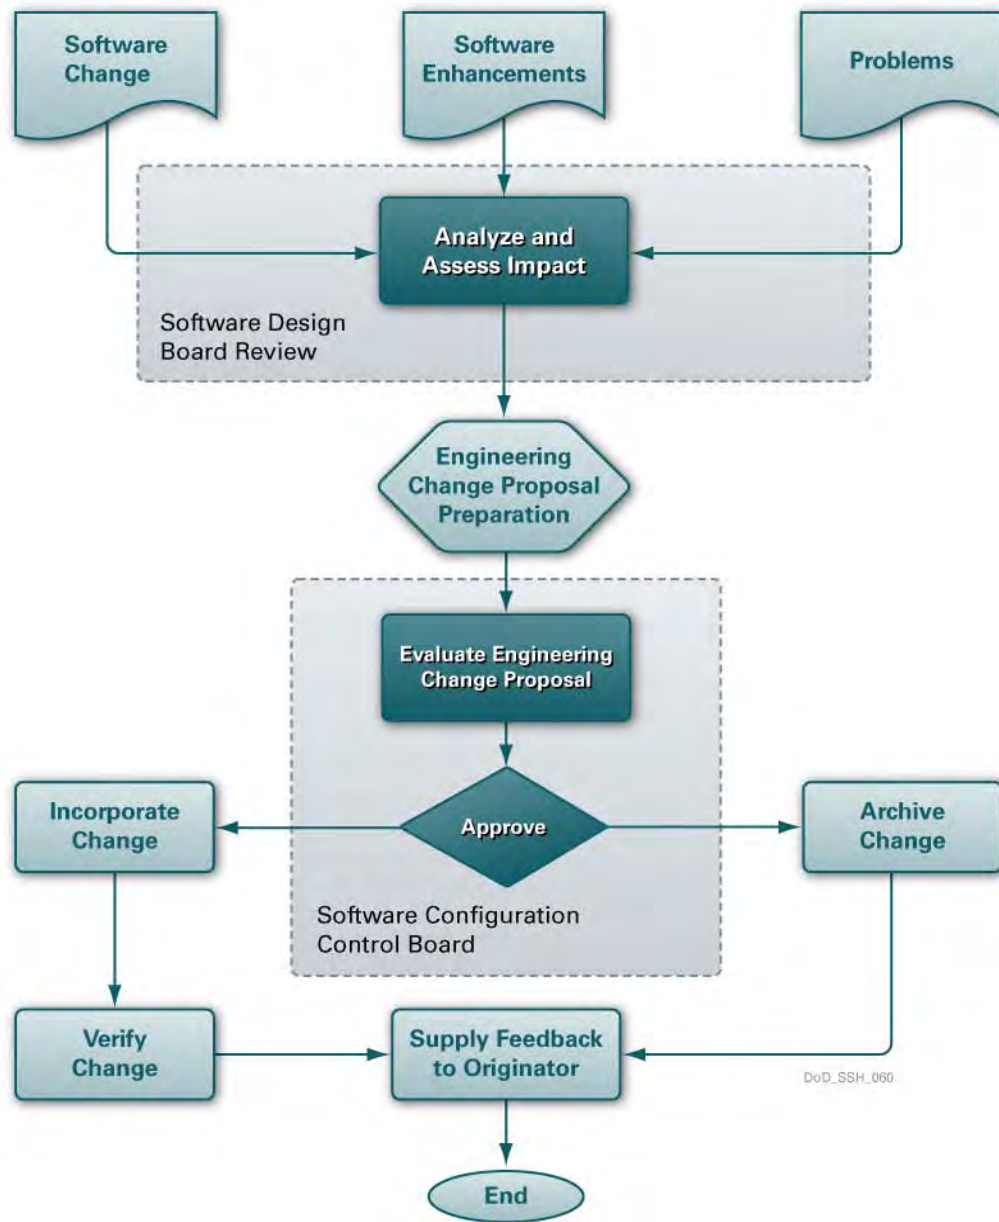 Software
Change
Software
Enhancements
Problems
Analyze and
Assess Impact
Software Design
Board Review
Engineering
Change Proposal
Preparation
Evaluate Engineering
Change Proposal
Incorporate
Change
Approve
Archive
Change
Software Configuration
Control Board
Verify
Change
Supply Feedback
to Originator
DoD_SSH_060
End